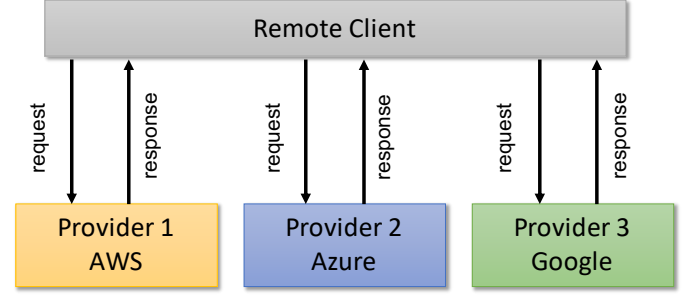 Remote Client
request
response
request
response
request
response
Provider 1
AWS
Provider 2
Azure
Provider 3
Google